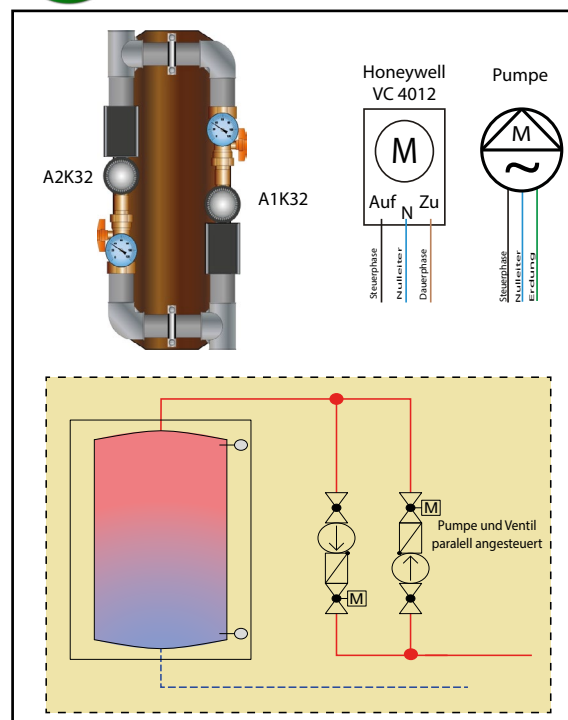 A2K32
A1K32
Honeywell
VC 4012
M
Auf N Zu
Steuerphase
Nulleiter
Dauerphase
Pumpe
M
~
Steuerphase
Nulleiter
Erdung
M
M
Pumpe und Ventil
paralell angesteuert